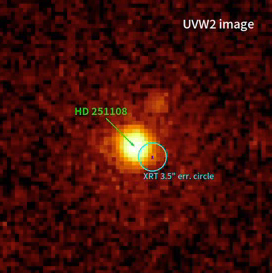 UVW2 image
HD 251108
XRT 3.5" err. circle